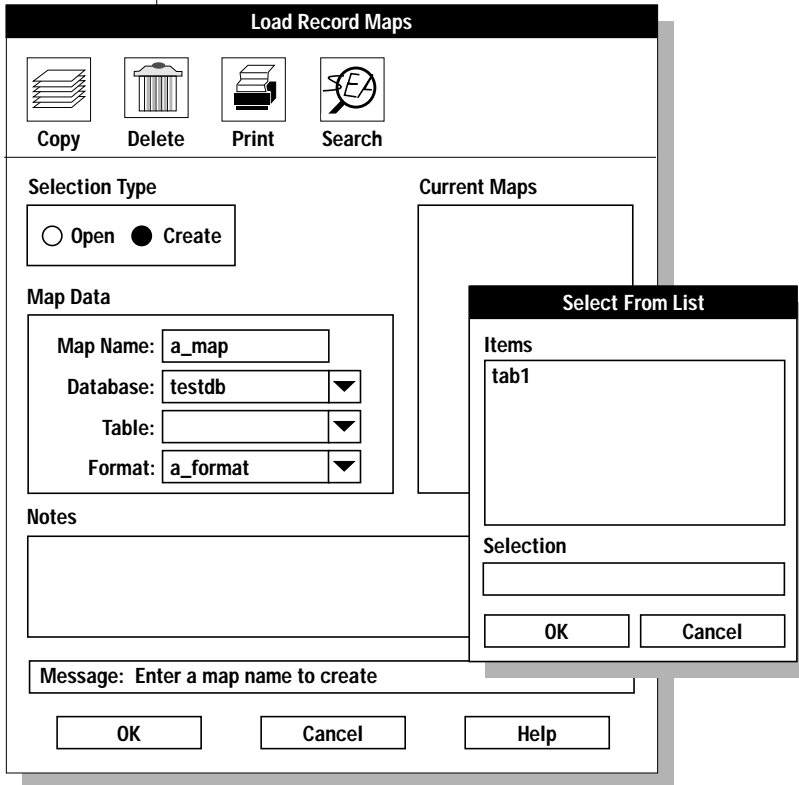 Load Record Maps
Copy Delete Print Search
SEA
Selection Type
Open Create
Current Maps
Map Data
Map Name: a_map
Database: testdb
Table:
Format: a_format
Notes
Message: Enter a map name to create
OK Cancel Help
Select From List
Items
tab1
Selection
OK Cancel